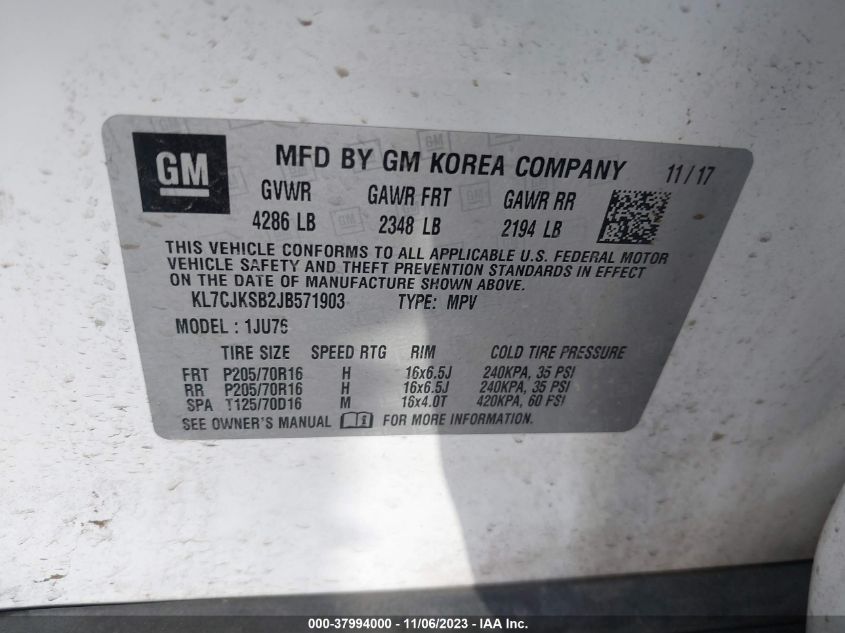 GM
MFD BY GM KOREA COMPANY 11/17
GVWR GAWR FRT GAWR RR
4286 LB 2348 LB 2194 LB
THIS VEHICLE CONFORMS TO ALL APPLICABLE U.S. FEDERAL MOTOR
VEHICLE SAFETY AND THEFT PREVENTION STANDARDS IN EFFECT
ON THE DATE OF MANUFACTURE SHOWN ABOVE.
KL7CJKSB2JB571903 TYPE: MPV
MODEL : 1JU76
TIRE SIZE SPEED RTG RIM COLD TIRE PRESSURE
FRT P205/70R16 H 16x6.5J 240KPA, 35 PSI
RR P205/70R16 H 16x6.5J 240KPA, 35 PSI
SPA T125/70D16 M 16x4.0T 420KPA, 60 PSI
SEE OWNER'S MANUAL i FOR MORE INFORMATION.
000-37994000 - 11/06/2023 - IAA Inc.